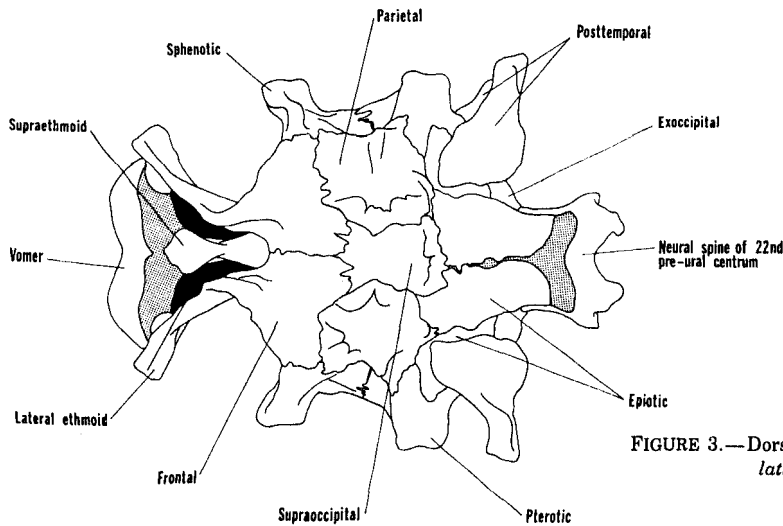 Parietal
Sphenotic
Posttemporal
Supraethmoid
Exoccipital
Vomer
Neural spine of 22nd
pre-ural centrum
Lateral ethmoid
Epiotic
FIGURE 3.—Dors
lat
Frontal
Supraoccipital
Pterotic